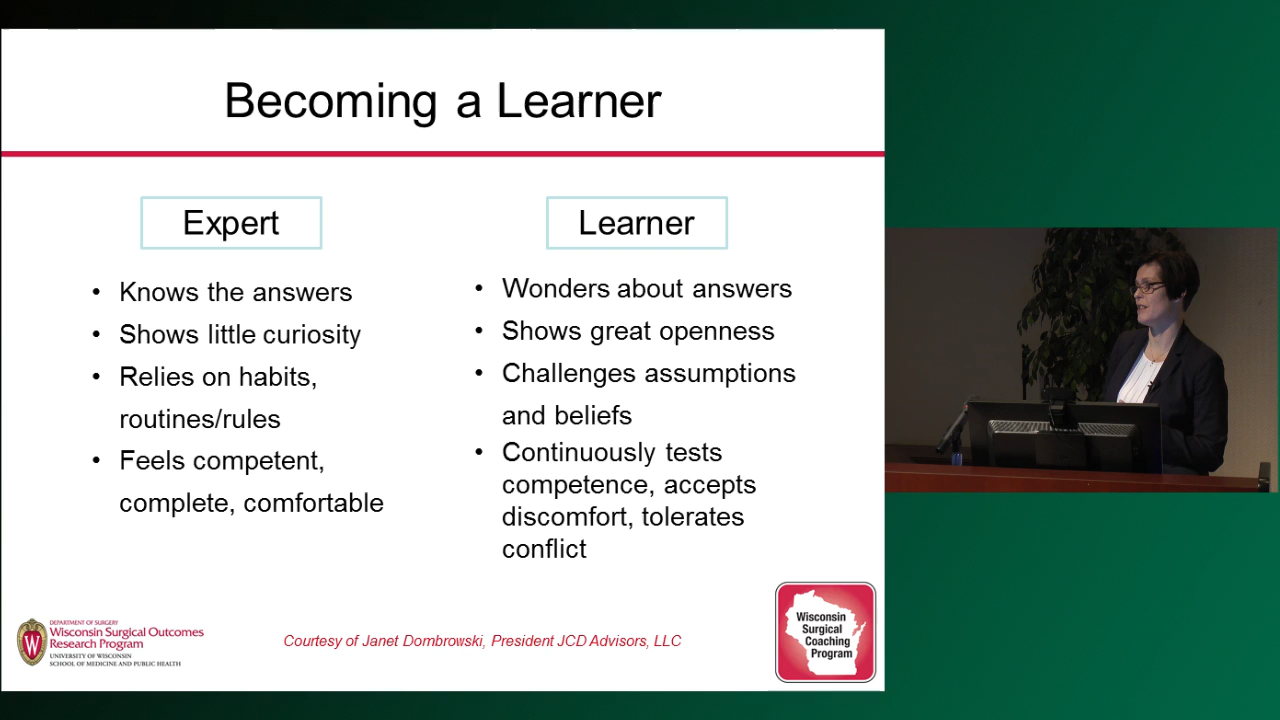 Becoming a Learner
Expert
Knows the answers
Shows little curiosity
Relies on habits,
routines/rules
Feels competent,
complete, comfortable
Learner
Wonders about answers
Shows great openness
Challenges assumptions
and beliefs
Continuously tests
competence, accepts
discomfort, tolerates
conflict
W
DEPARTMENT OF SURGERY
Wisconsin Surgical Outcomes
Research Program
UNIVERSITY OF WISCONSIN
SCHOOL OF MEDICINE AND PUBLIC HEALTH
Courtesy of Janet Dombrowski, President JCD Advisors, LLC
Wisconsin
Surgical
Coaching
Program